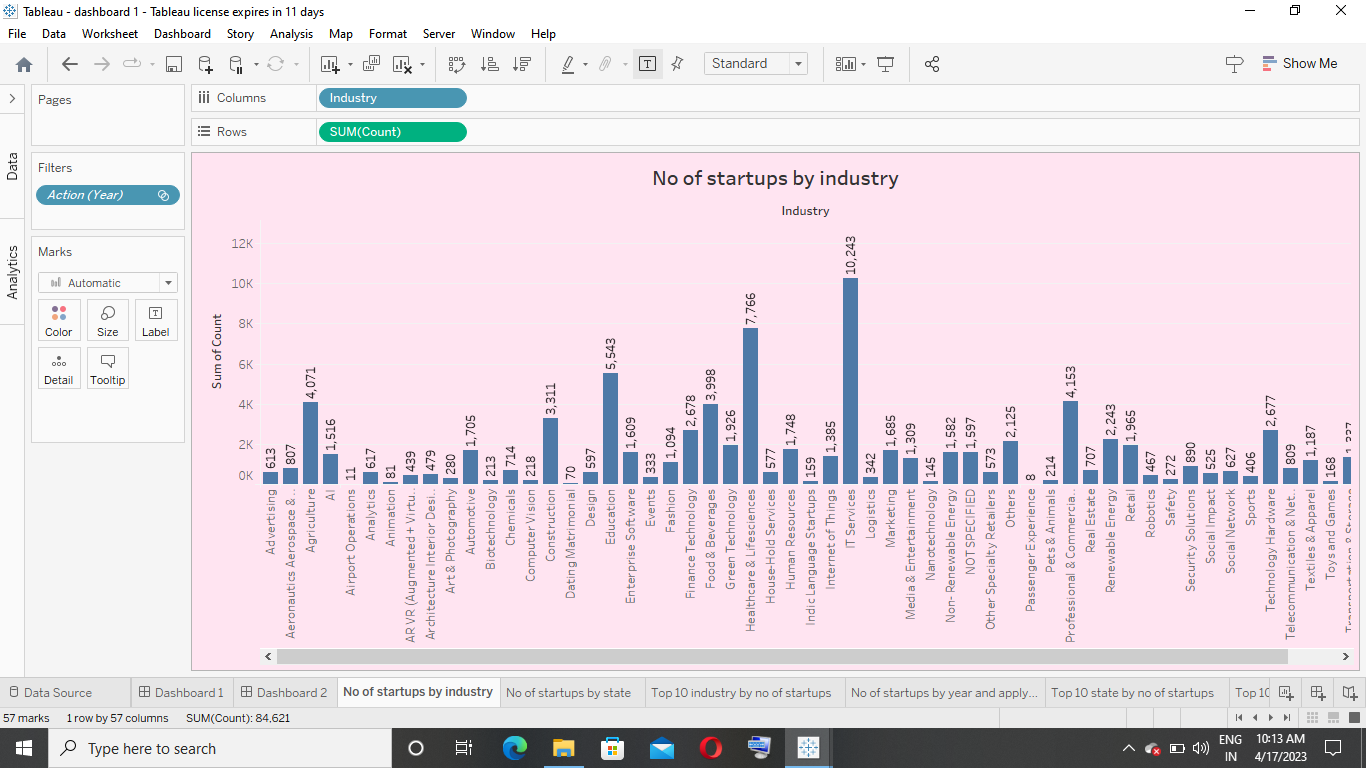 Tableau - dashboard 1 - Tableau license expires in 11 days
File Data Worksheet Dashboard Story Analysis Map Format Server Window Help
Standard
Show Me
Data
Analytics
Pages
Filters
Action (Year)
Marks
Automatic
Color Size Label
Detail Tooltip
Columns Industry
Rows SUM(Count)
No of startups by industry
Industry
Sum of Count
12K
10K
8K
6K
4K
2K
0K
613
807
4,071
1,516
11
617
81
439
479
280
1,705
213
714
218
3,311
70
597
5,543
1,609
333
1,094
2,678
3,998
1,926
7,766
577
1,748
159
1,385
10,243
342
1,685
1,309
145
1,582
1,597
573
2,125
8
214
4,153
707
2,243
1,965
467
272
890
525
627
406
2,677
809
1,187
168
Advertising
Aeronautics Aerospace & ..
Agriculture
AI
Airport Operations
Analytics
Animation
AR VR (Augmented + Virtu..
Architecture Interior Desi..
Art & Photography
Automotive
Biotechnology
Chemicals
Computer Vision
Construction
Dating Matrimonial
Design
Education
Enterprise Software
Events
Fashion
Finance Technology
Food & Beverages
Green Technology
Healthcare & Lifesciences
House-Hold Services
Human Resources
Indic Language Startups
Internet of Things
IT Services
Logistics
Marketing
Media & Entertainment
Nanotechnology
Non- Renewable Energy
NOT SPECIFIED
Other Specialty Retailers
Others
Passenger Experience
Pets & Animals
Professional & Commercia..
Real Estate
Renewable Energy
Retail
Robotics
Safety
Security Solutions
Social Impact
Social Network
Sports
Technology Hardware
Telecommunication & Net..
Textiles & Apparel
Toys and Games
Data Source Dashboard 1 Dashboard 2 No of startups by industry No of startups by state Top 10 industry by no of startups No of startups by year and apply... Top 10 state by no of startups Top 10
57 marks 1 row by 57 columns SUM(Count): 84,621
Type here to search
ENG
IN
10:13 AM
4/17/2023